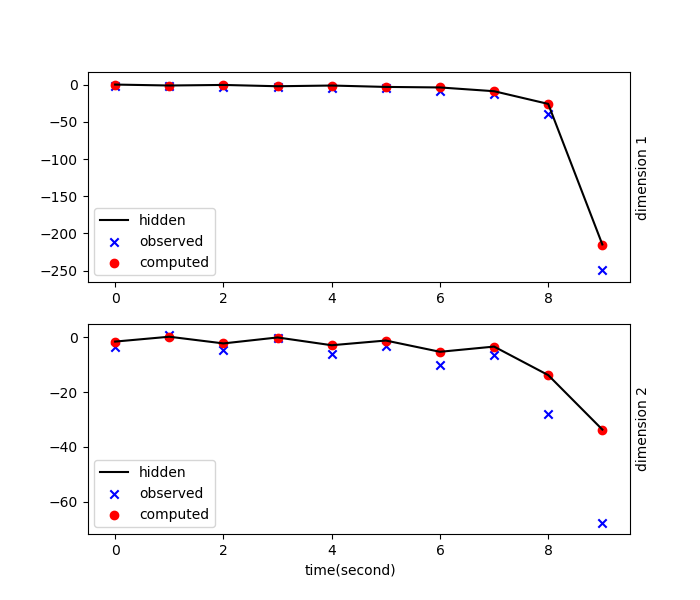 0
−50
−100
−150
−200
−250
hidden
observed
computed
0 2 4 6 8
dimension 1
0
−20
−40
−60
hidden
observed
computed
0 2 4 6 8
time(second)
dimension 2